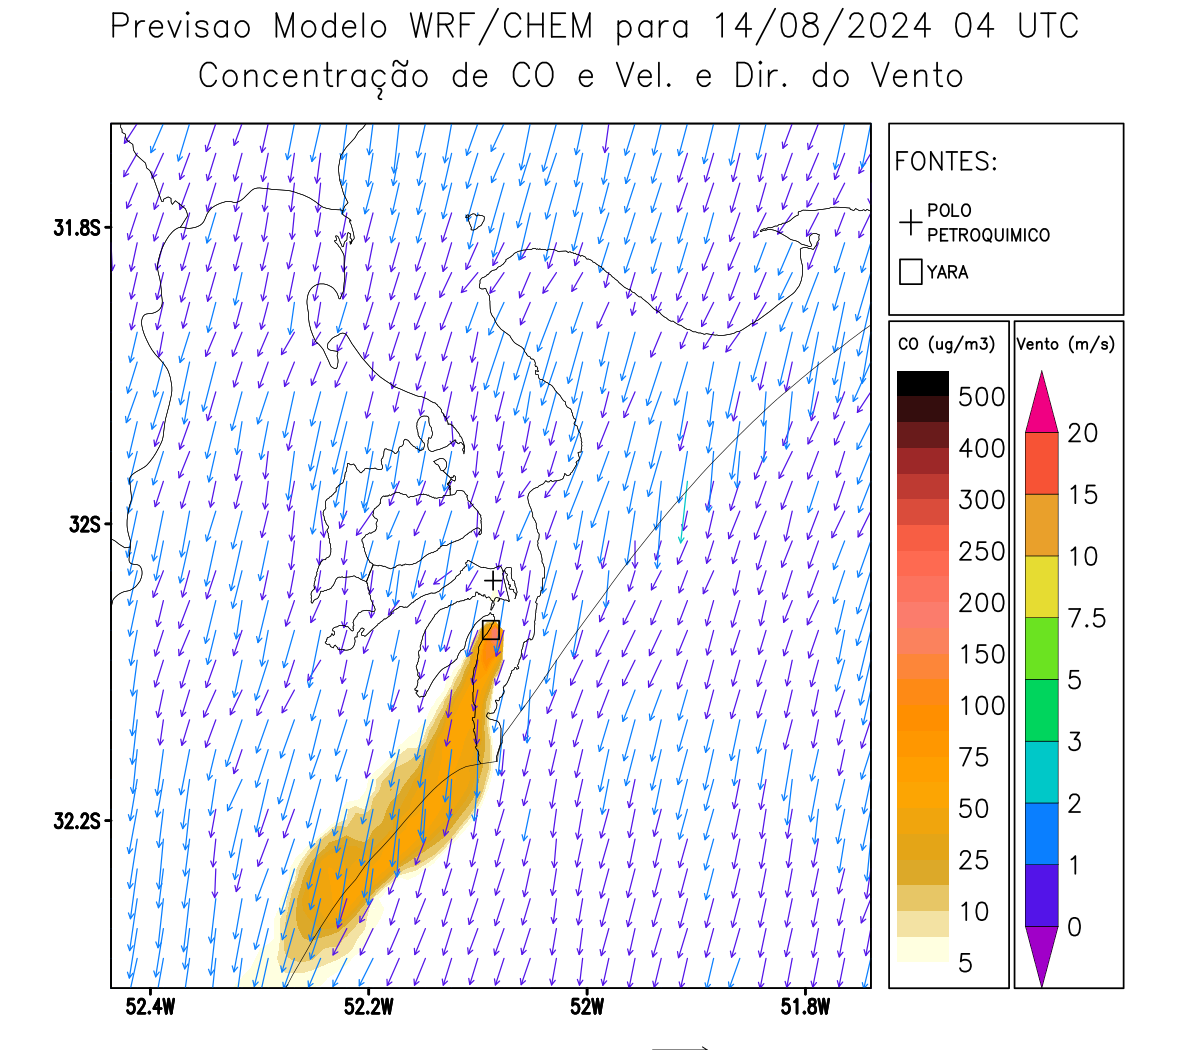 Previsao Modelo WRF/CHEM para 14/08/2024 04 UTC
Concentração de CO e Vel. e Dir. do Vento
FONTES:
POLO
PETROQUIMICO
YARA
CO (ug/m3)
500
400
300
250
200
150
100
75
50
25
10
5
Vento (m/s)
20
15
10
7.5
5
3
2
1
0
31.8S
32S
32.2S
52.4W
52.2W
52W
51.8W